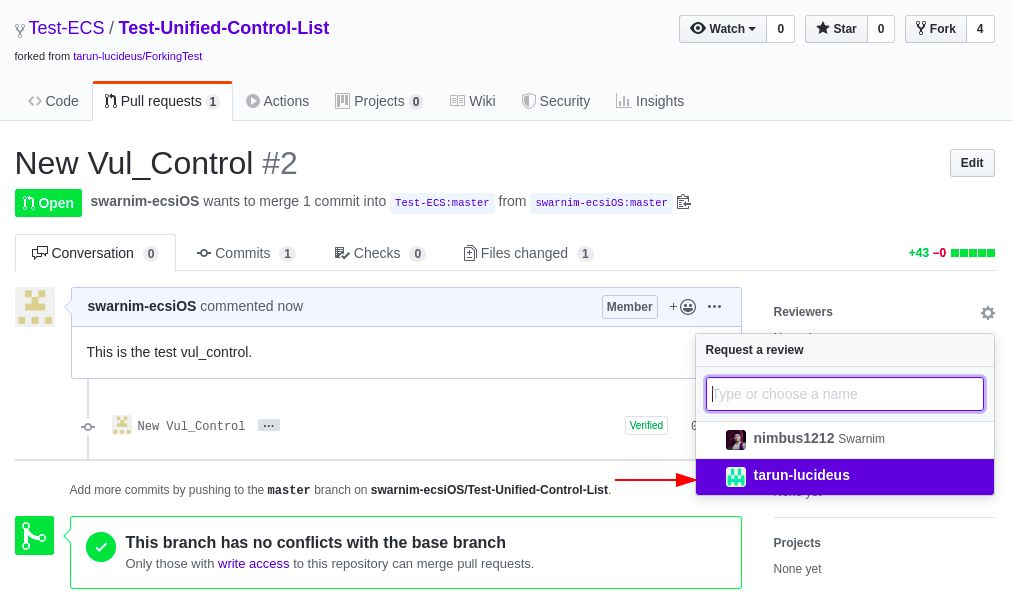 Test-ECS / Test-Unified-Control-List
Watch 0 Star 0 Fork 4
forked from tarun-lucideus/ForkingTest
Code Pull requests 1 Actions Projects 0 Wiki Security Insights
New Vul_Control #2
Edit
Open swarnim-ecsiOS wants to merge 1 commit into Test-ECS:master from swarnim-ecsiOS:master
Conversation 0 Commits 1 Checks 0 Files changed 1 +43 −0
swarnim-ecsiOS commented now Member
This is the test vul_control.
New Vul_Control ... Verified
Add more commits by pushing to the master branch on swarnim-ecsiOS/Test-Unified-Control-List.
This branch has no conflicts with the base branch
Only those with write access to this repository can merge pull requests.
Reviewers
Request a review
Type or choose a name
nimbus1212 Swarnim
tarun-lucideus
Projects
None yet